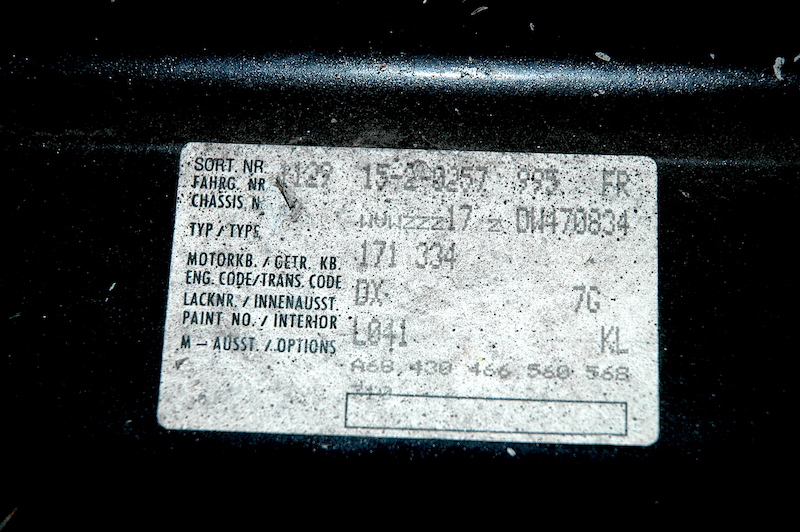 SORT. NR. 1127 15-2-0257 995 FR
FAHRG. NR
CHASSIS N WVWZZZ17 Z DW470834
TYP / TYPE 171 334
MOTORKB. / GETR. KB.
ENG. CODE/TRANS. CODE DX 7G
LACKNR. / INNENAUSST.
PAINT NO. / INTERIOR L041 KL
M – AUSST. / OPTIONS A68 430 466 560 568